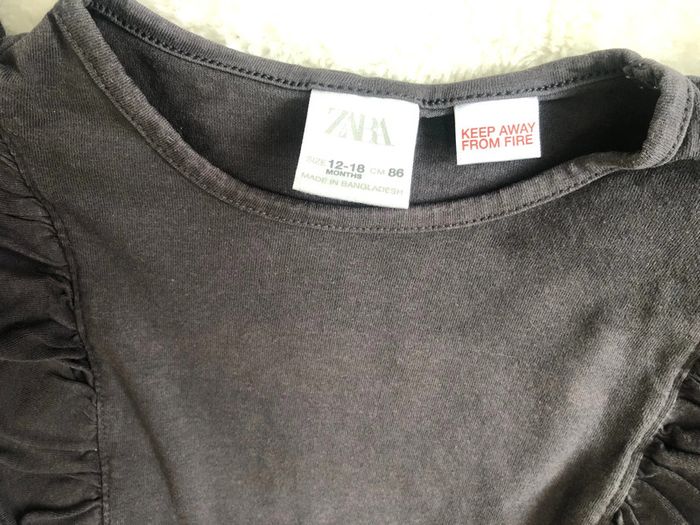 ZARA
SIZE 12-18 CM 86
MONTHS
MADE IN BANGLADESH
KEEP AWAY
FROM FIRE